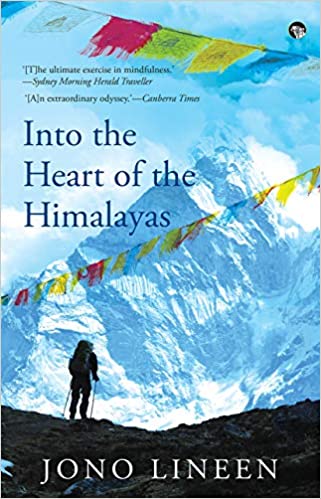 ‘[T]he ultimate exercise in mindfulness.’
—Sydney Morning Herald Traveller
‘[A]n extraordinary odyssey.’—Canberra Times
Into the
Heart of the
Himalayas
JONO LINEEN